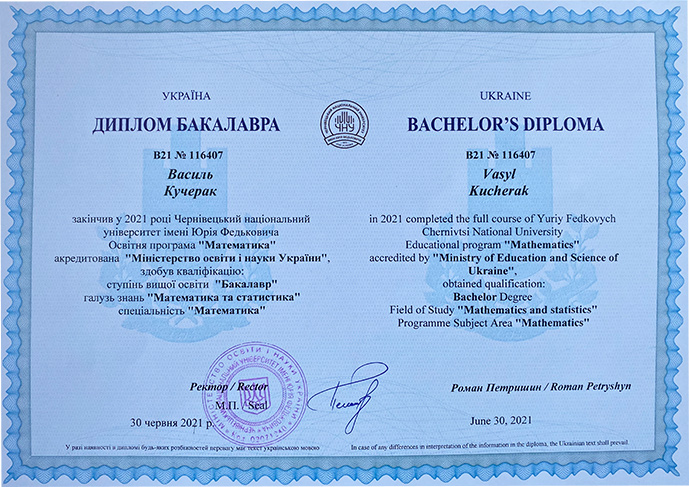 УКРАЇНА
ДИПЛОМ БАКАЛАВРА
B21 № 116407
Василь
Кучерак
закінчив у 2021 році Чернівецький національний
університет імені Юрія Федьковича
Освітня програма "Математика"
акредитована "Міністерство освіти і науки України",
здобув кваліфікацію:
ступінь вищої освіти "Бакалавр"
галузь знань "Математика та статистика"
спеціальність "Математика"
ЧНУ
UKRAINE
BACHELOR'S DIPLOMA
B21 № 116407
Vasyl
Kucherak
in 2021 completed the full course of Yuriy Fedkovych
Chernivtsi National University
Educational program "Mathematics"
accredited by "Ministry of Education and Science of
Ukraine",
obtained qualification:
Bachelor Degree
Field of Study "Mathematics and statistics"
Programme Subject Area "Mathematics"
Ректор / Rector
М.П. / Seal
30 червня 2021 р.
Роман Петришин / Roman Petryshyn
June 30, 2021
У разі наявності в дипломі будь-яких розбіжностей перевагу має текст українською мовою
In case of any differences in interpretation of the information in the diploma, the Ukrainian text shall prevail.